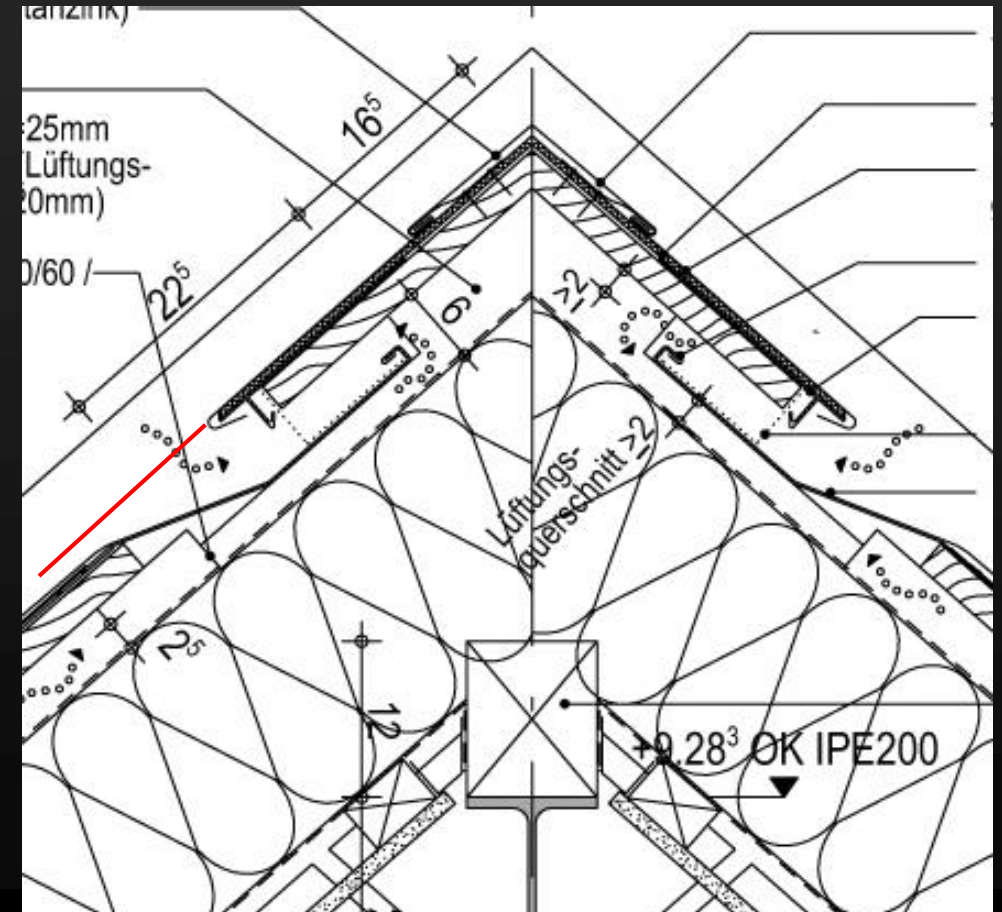 tanzink)
16⁵
=25mm
(Lüftungs-
20mm)
0/60 /
22⁵
6
≥2
Lüftungs-
querschnitt ≥2
2⁵
12
+9.28³ OK IPE200